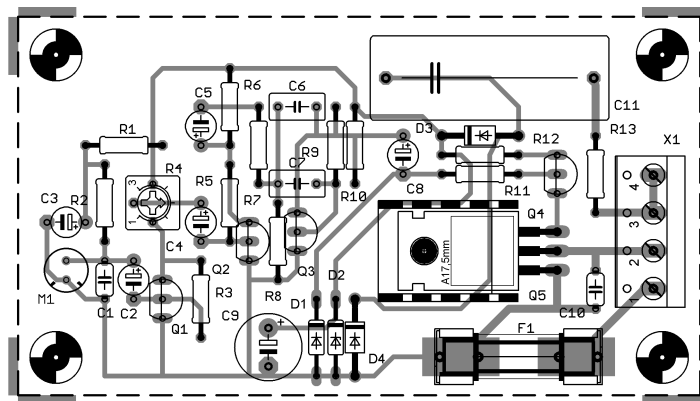 C5
R6
C6
C11
R1
D3
R12
R13
X1
R9
R4
3
C7
4
C3
R2
R5
R7
R10
C8
R11
1
Q4
3
C4
A17,5mm
2
Q2
Q3
D2
M1
C1
C2
R3
R8
D1
Q5
1
C9
+
C10
Q1
F1
D4